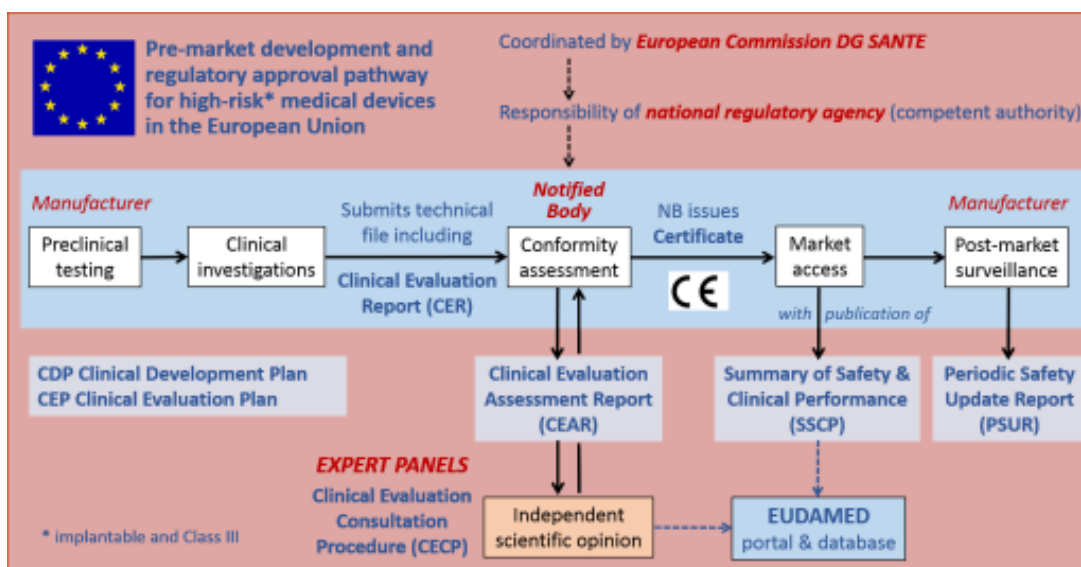 Pre-market development and
regulatory approval pathway
for high-risk* medical devices
in the European Union
Coordinated by European Commission DG SANTE
Responsibility of national regulatory agency (competent authority)
Manufacturer
Preclinical
testing
Clinical
investigations
Submits technical
file including
Clinical Evaluation
Report (CER)
Notified
Body
Conformity
assessment
NB issues
Certificate
CE
Market
access
with publication of
Manufacturer
Post-market
surveillance
CDP Clinical Development Plan
CEP Clinical Evaluation Plan
Clinical Evaluation
Assessment Report
(CEAR)
Summary of Safety &
Clinical Performance
(SSCP)
Periodic Safety
Update Report
(PSUR)
EXPERT PANELS
Clinical Evaluation
Consultation
Procedure (CECP)
Independent
scientific opinion
EUDAMED
portal & database
* implantable and Class III